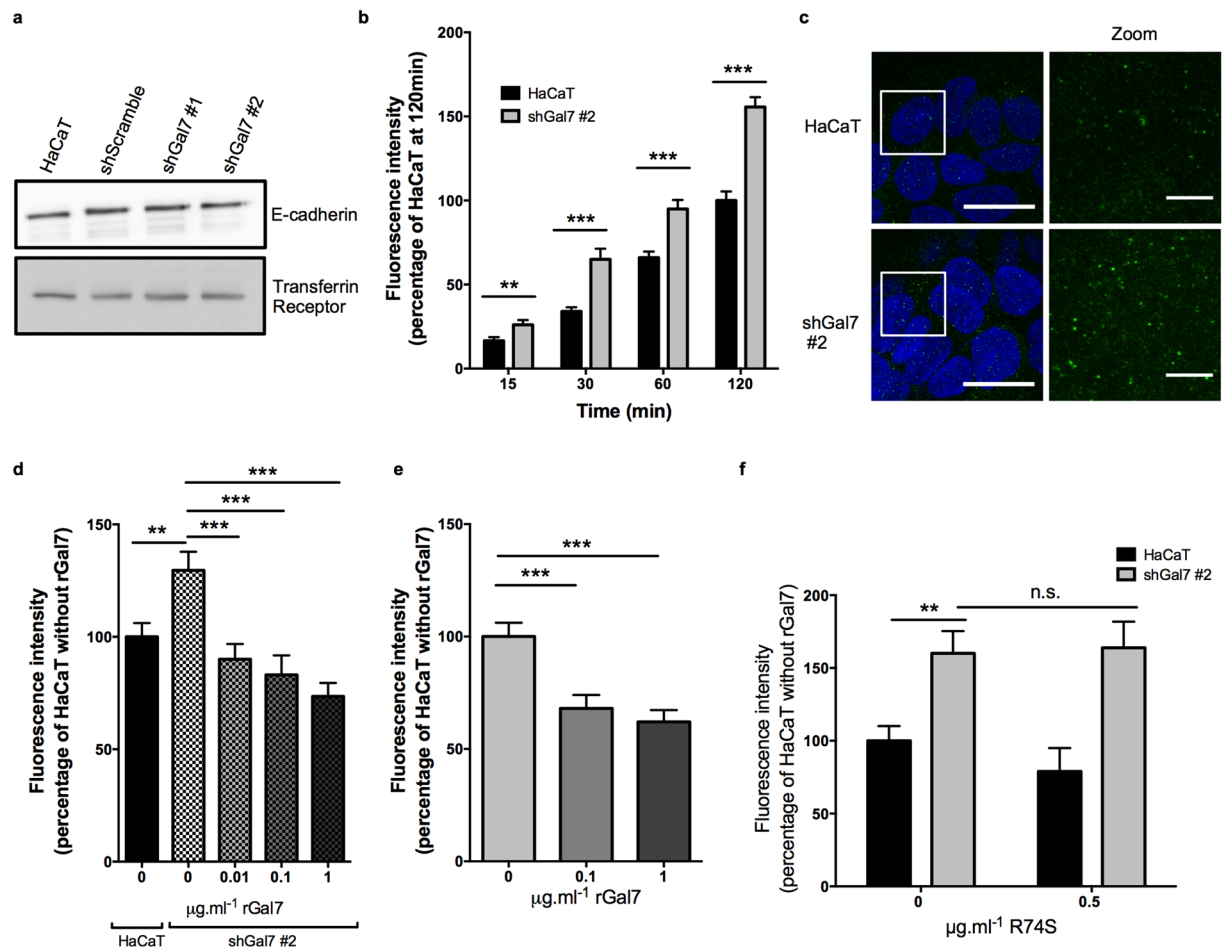 a
HaCaT
shScramble
shGal7 #1
shGal7 #2
E-cadherin
Transferrin
Receptor
b
Fluorescence intensity
(percentage of HaCaT at 120min)
200
150
100
50
0
HaCaT
shGal7 #2
**
***
***
***
15 30 60 120
Time (min)
c
Zoom
HaCaT
shGal7
#2
d
Fluorescence intensity
(percentage of HaCaT without rGal7)
150
100
50
0
***
***
** ***
0 0 0.01 0.1 1
μg.ml⁻¹ rGal7
HaCaT shGal7 #2
e
Fluorescence intensity
(percentage of HaCaT without rGal7)
150
100
50
0
***
***
0 0.1 1
μg.ml⁻¹ rGal7
f
Fluorescence intensity
(percentage of HaCaT without rGal7)
200
150
100
50
0
HaCaT
shGal7 #2
n.s.
**
0 0.5
μg.ml⁻¹ R74S